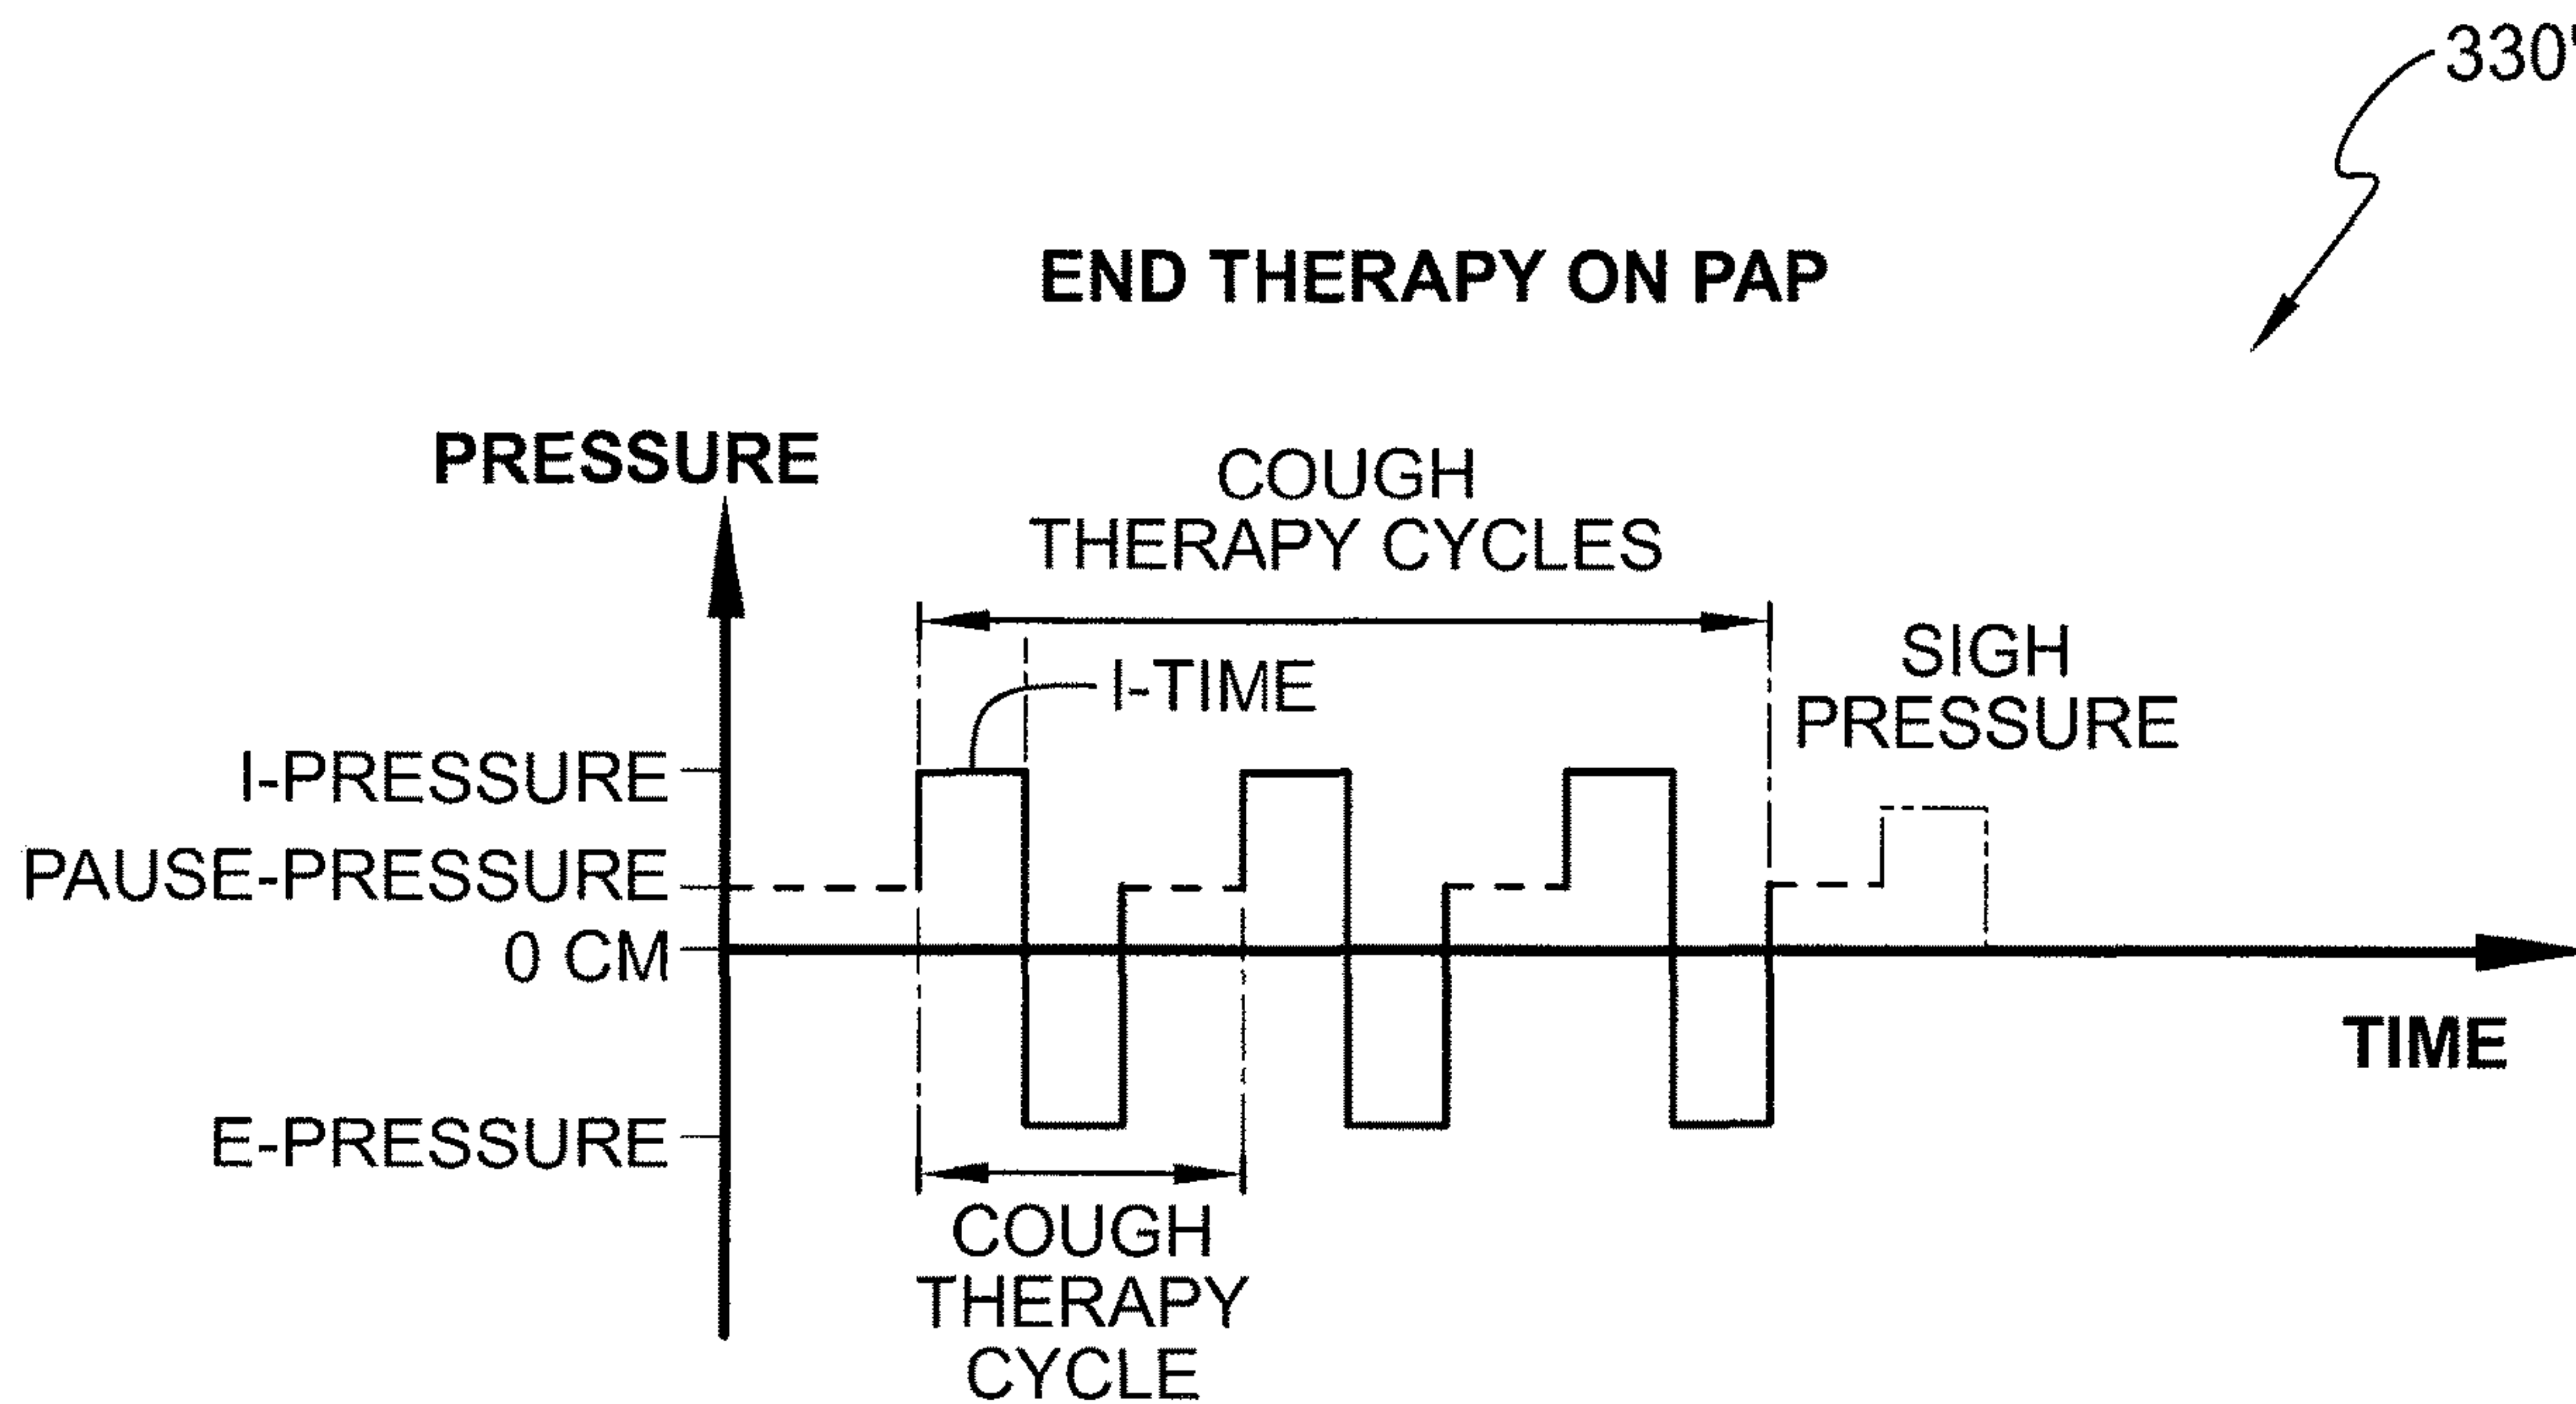 330'
END THERAPY ON PAP
PRESSURE
COUGH
THERAPY CYCLES
I-TIME
SIGH
PRESSURE
I-PRESSURE
PAUSE-PRESSURE
0 CM
E-PRESSURE
TIME
COUGH
THERAPY
CYCLE